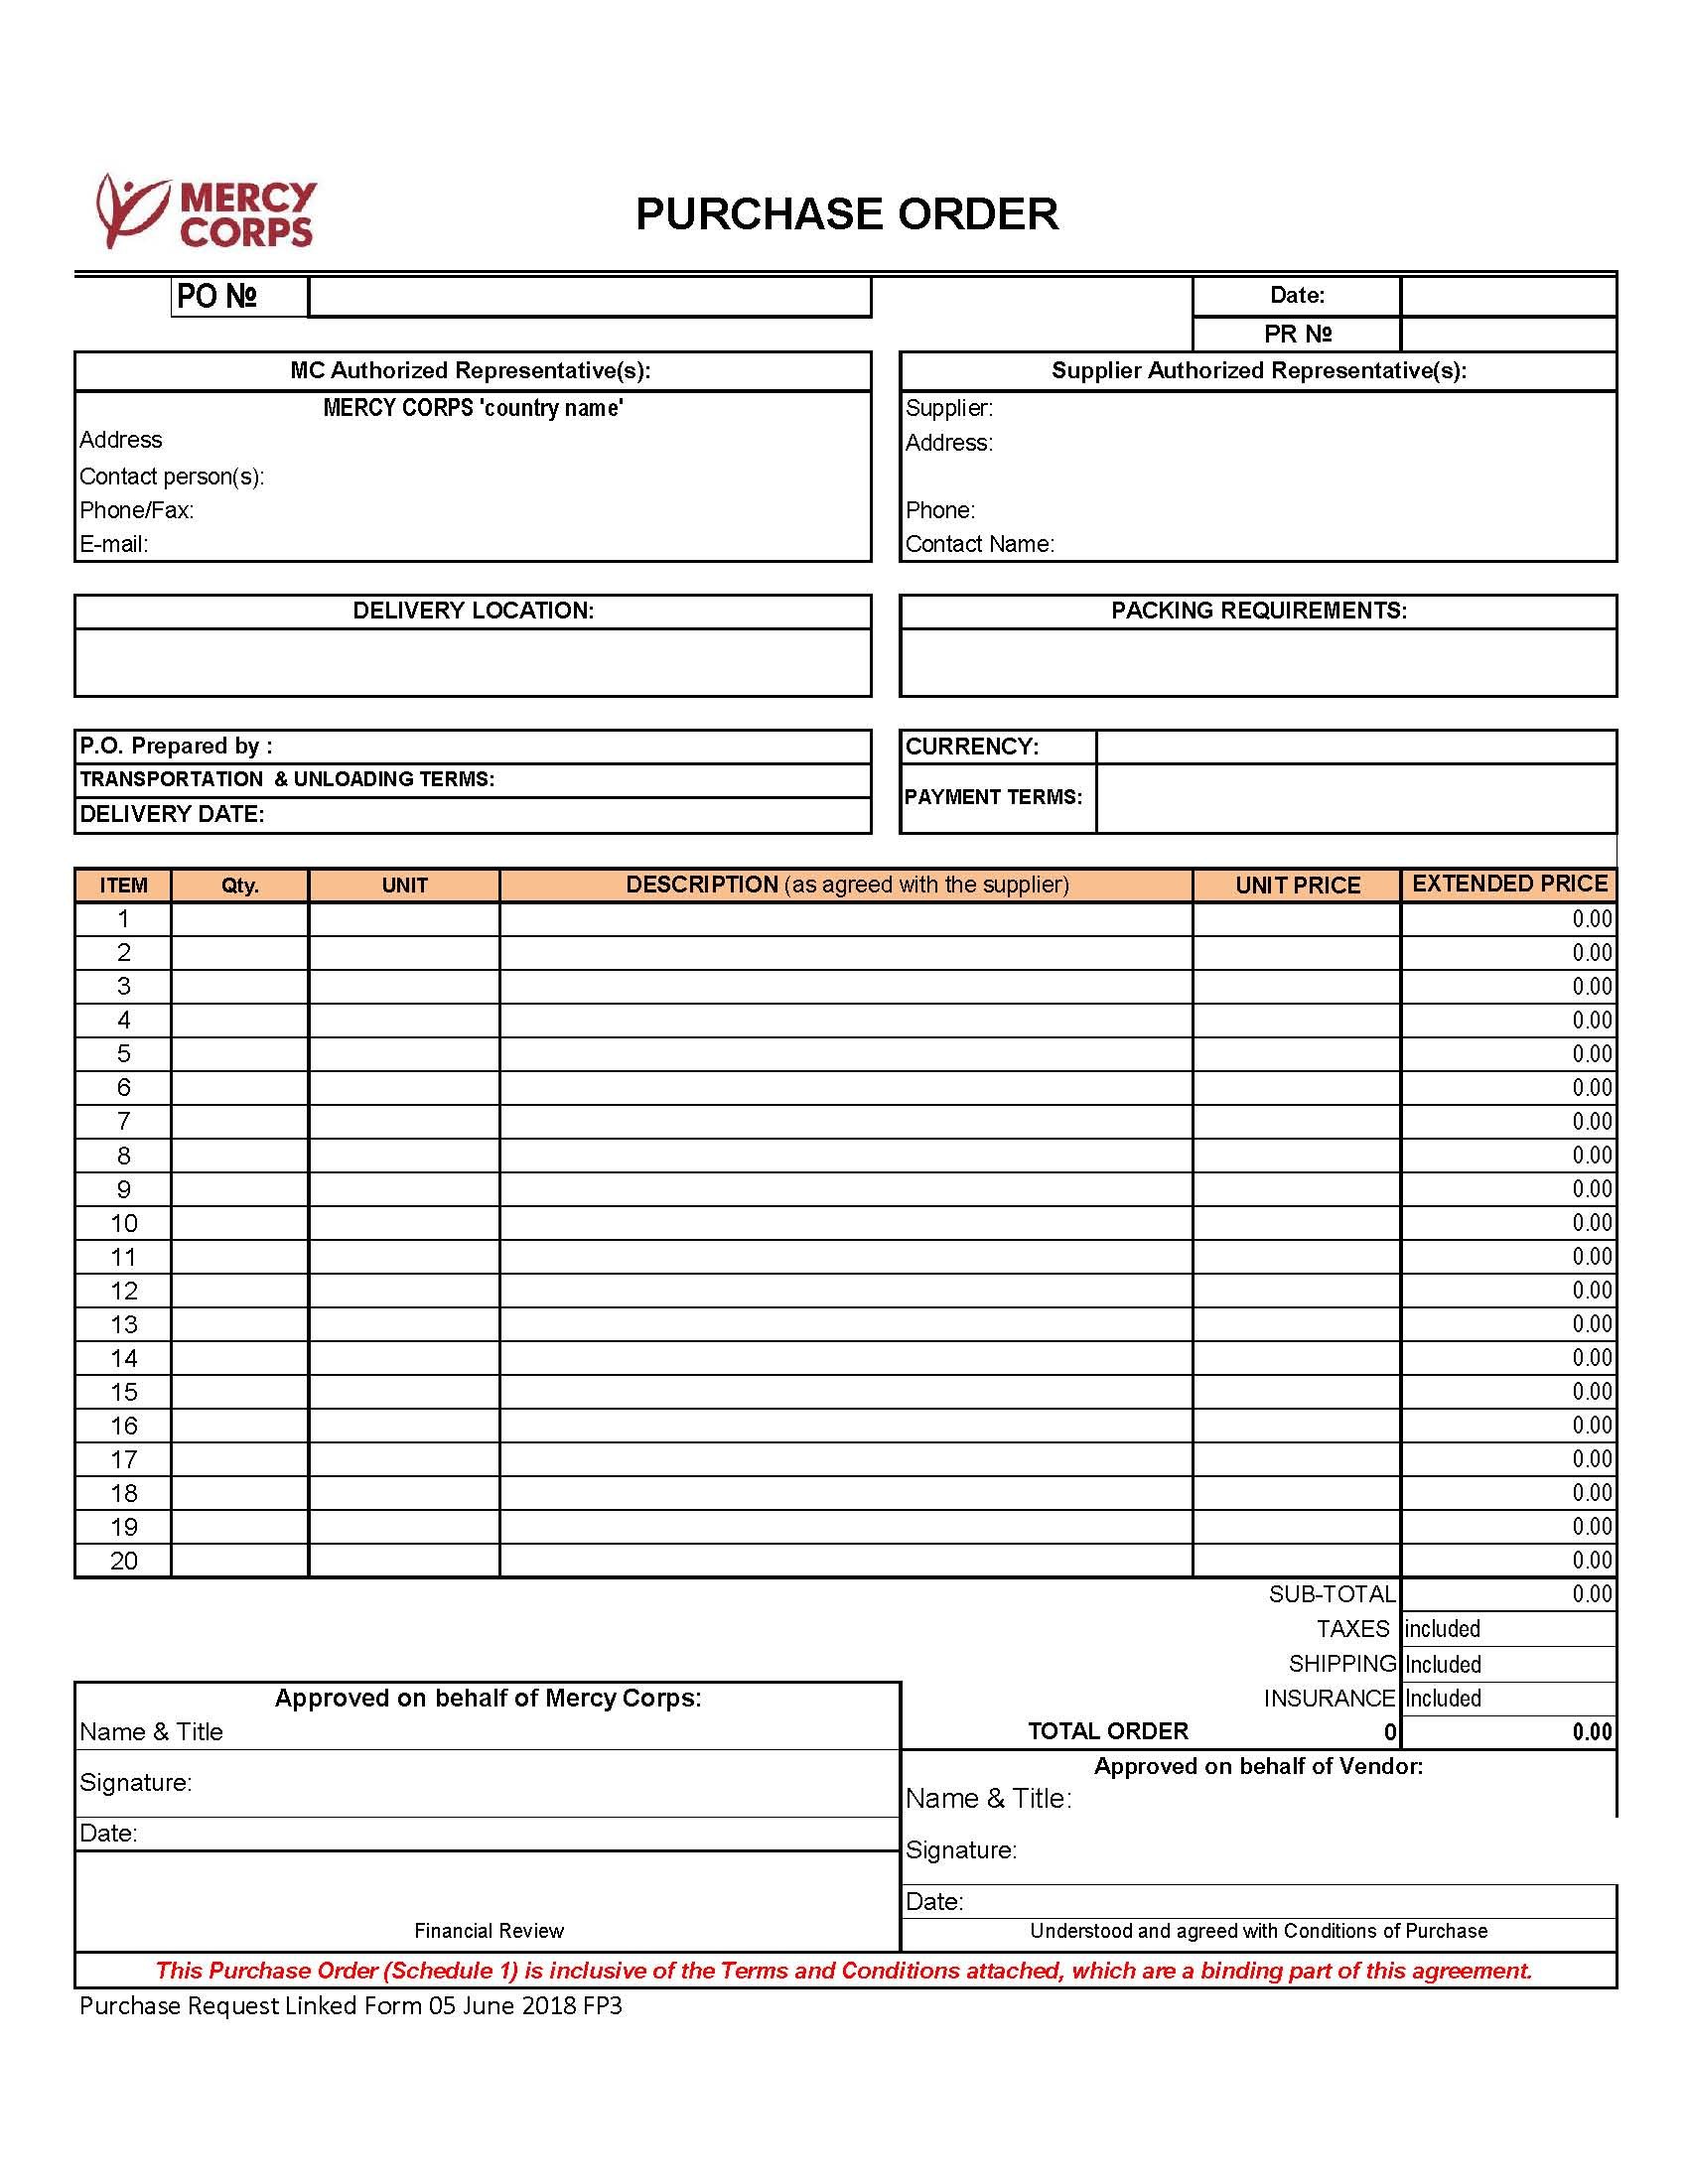 MERCY
CORPS
PURCHASE ORDER
PO №
Date:
PR №
MC Authorized Representative(s):
MERCY CORPS 'country name'
Address
Contact person(s):
Phone/Fax:
E-mail:
Supplier Authorized Representative(s):
Supplier:
Address:
Phone:
Contact Name:
DELIVERY LOCATION:
PACKING REQUIREMENTS:
P.O. Prepared by :
TRANSPORTATION & UNLOADING TERMS:
DELIVERY DATE:
CURRENCY:
PAYMENT TERMS:
ITEM Qty. UNIT DESCRIPTION (as agreed with the supplier) UNIT PRICE EXTENDED PRICE
1 0.00
2 0.00
3 0.00
4 0.00
5 0.00
6 0.00
7 0.00
8 0.00
9 0.00
10 0.00
11 0.00
12 0.00
13 0.00
14 0.00
15 0.00
16 0.00
17 0.00
18 0.00
19 0.00
20 0.00
SUB-TOTAL 0.00
TAXES included
SHIPPING Included
INSURANCE Included
TOTAL ORDER 0 0.00
Approved on behalf of Mercy Corps:
Name & Title
Signature:
Date:
Financial Review
Approved on behalf of Vendor:
Name & Title:
Signature:
Date:
Understood and agreed with Conditions of Purchase
This Purchase Order (Schedule 1) is inclusive of the Terms and Conditions attached, which are a binding part of this agreement.
Purchase Request Linked Form 05 June 2018 FP3